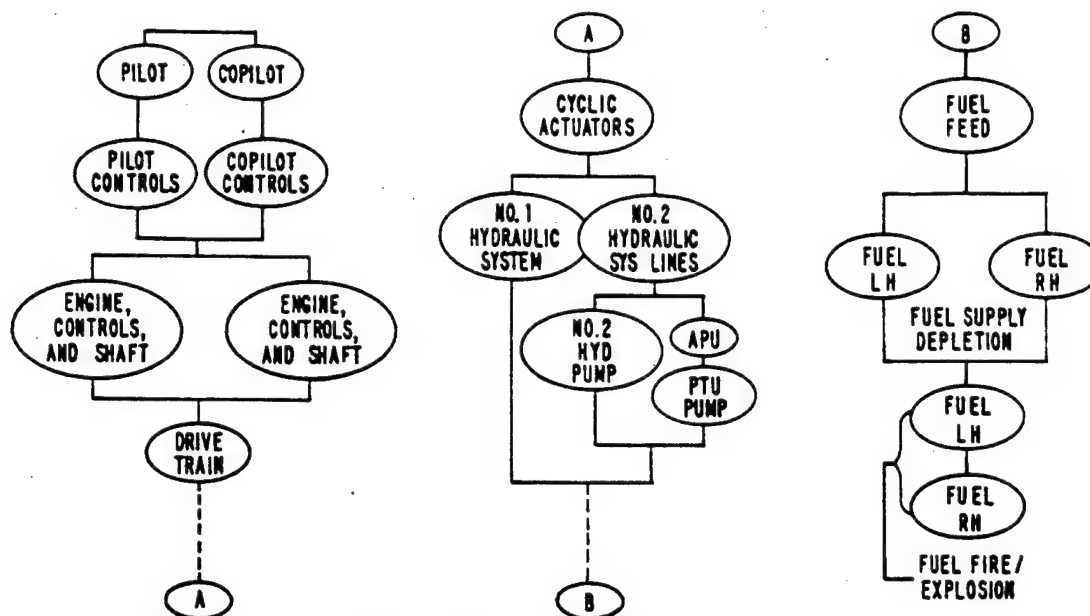 PILOT
COPILOT
PILOT
CONTROLS
COPILOT
CONTROLS
ENGINE,
CONTROLS,
AND SHAFT
ENGINE,
CONTROLS,
AND SHAFT
DRIVE
TRAIN
A
A
CYCLIC
ACTUATORS
NO.1
HYDRAULIC
SYSTEM
NO.2
HYDRAULIC
SYS LINES
NO.2
HYD
PUMP
APU
PTU
PUMP
B
B
FUEL
FEED
FUEL
LH
FUEL
RH
FUEL SUPPLY
DEPLETION
FUEL
LH
FUEL
RH
FUEL FIRE/
EXPLOSION